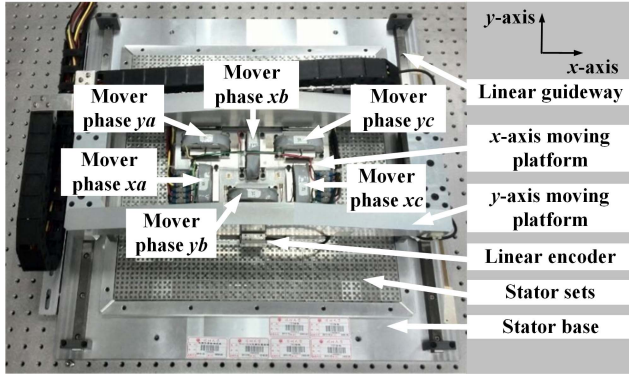 y-axis
x-axis
Linear guideway
Mover
phase xb
Mover
phase ya
Mover
phase yc
x-axis moving
platform
Mover
phase xa
Mover
phase xc
y-axis moving
platform
Mover
phase yb
Linear encoder
Stator sets
Stator base